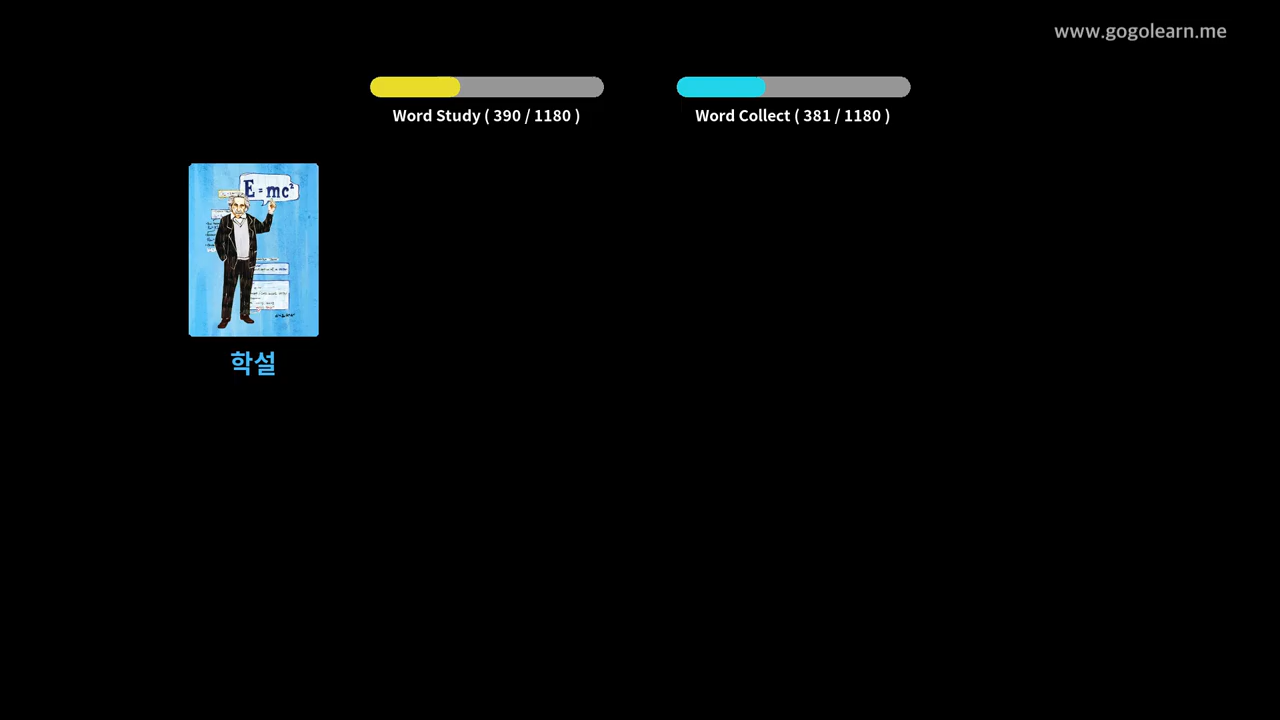 www.gogolearn.me
Word Study ( 390 / 1180 )
Word Collect ( 381 / 1180 )
E = mc²
학설